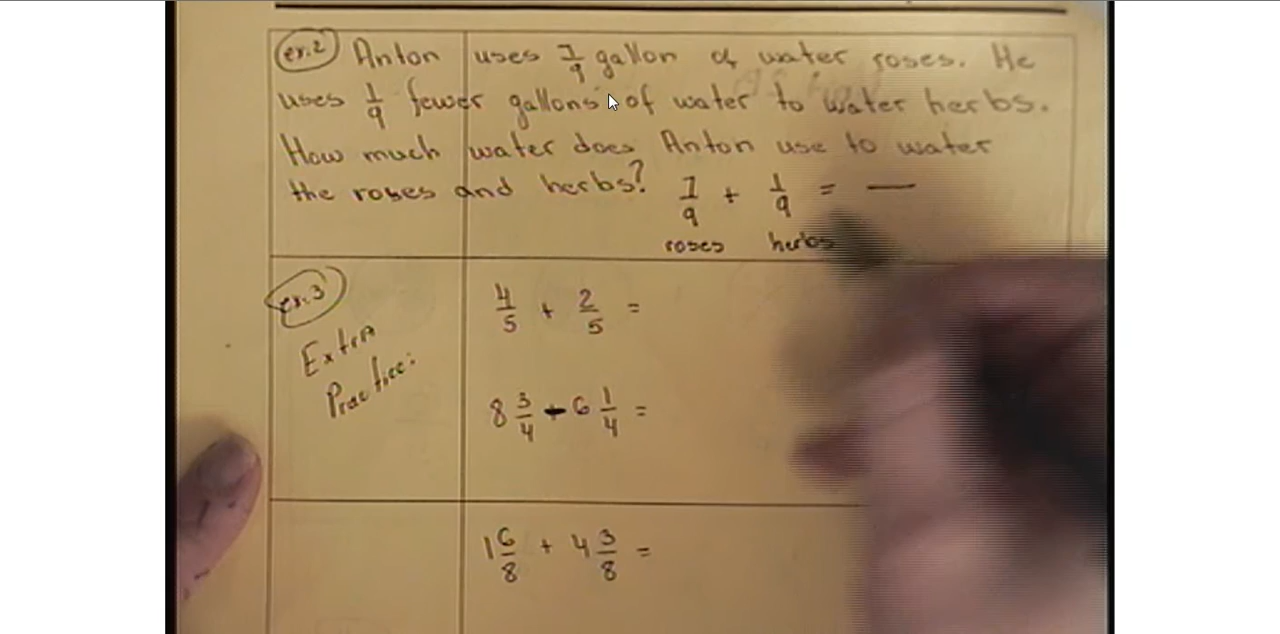 ex.2 Anton uses 7/9 gallon of water roses. He
uses 1/9 fewer gallons of water to water herbs.
How much water does Anton use to water
the roses and herbs? 7/9 + 1/9 = —
roses herbs
ex.3 4/5 + 2/5 =
Extra
Practice:
8 3/4 - 6 1/4 =
1 6/8 + 4 3/8 =